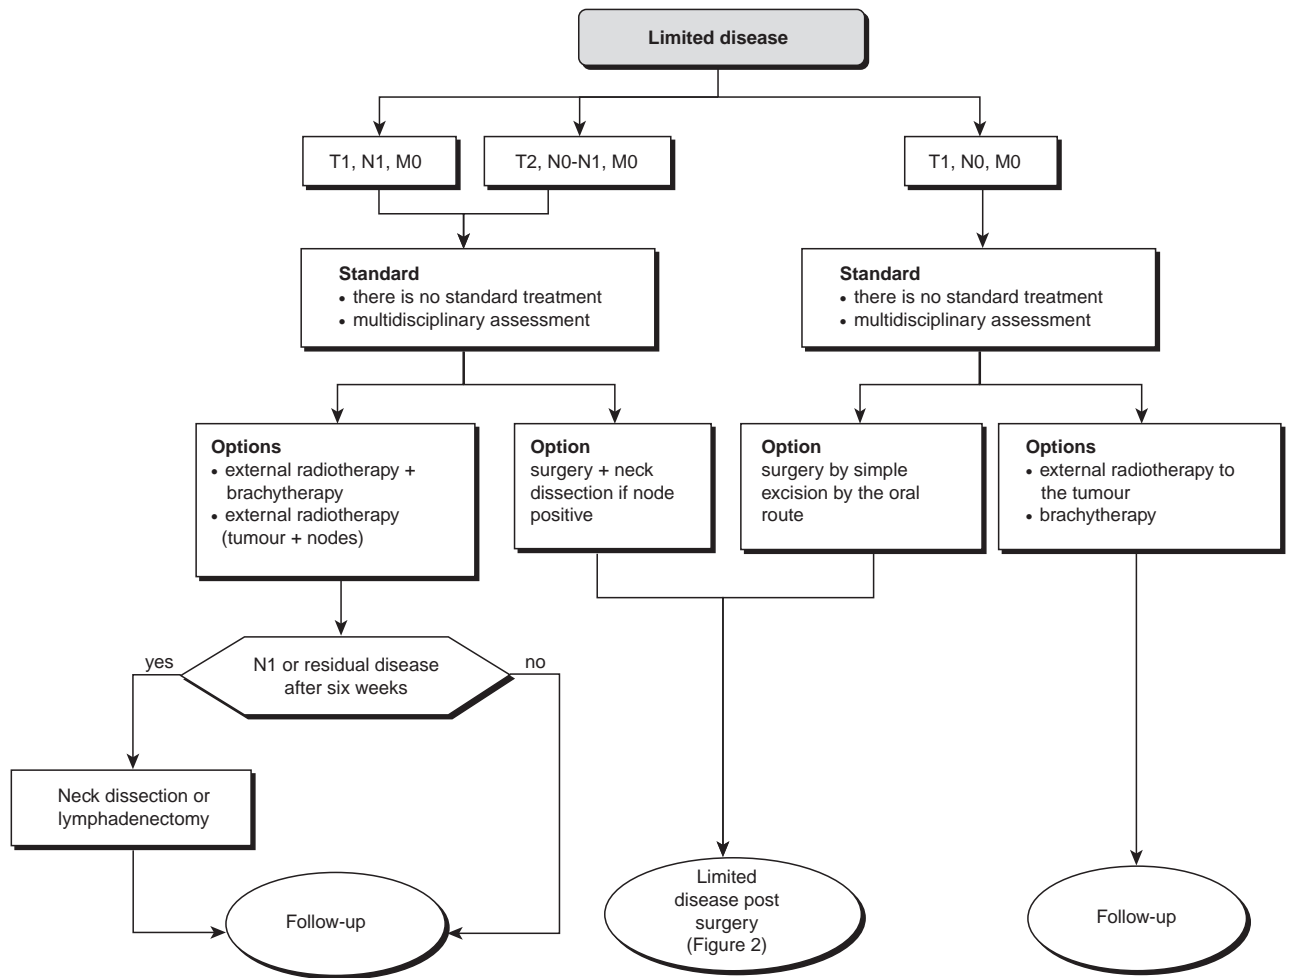 Limited disease
T1, N1, M0
T2, N0-N1, M0
T1, N0, M0
Standard
• there is no standard treatment
• multidisciplinary assessment
Standard
• there is no standard treatment
• multidisciplinary assessment
Options
• external radiotherapy +
brachytherapy
• external radiotherapy
(tumour + nodes)
Option
surgery + neck
dissection if node
positive
Option
surgery by simple
excision by the oral
route
Options
• external radiotherapy to
the tumour
• brachytherapy
yes
N1 or residual disease
after six weeks
no
Neck dissection or
lymphadenectomy
Follow-up
Limited
disease post
surgery
(Figure 2)
Follow-up